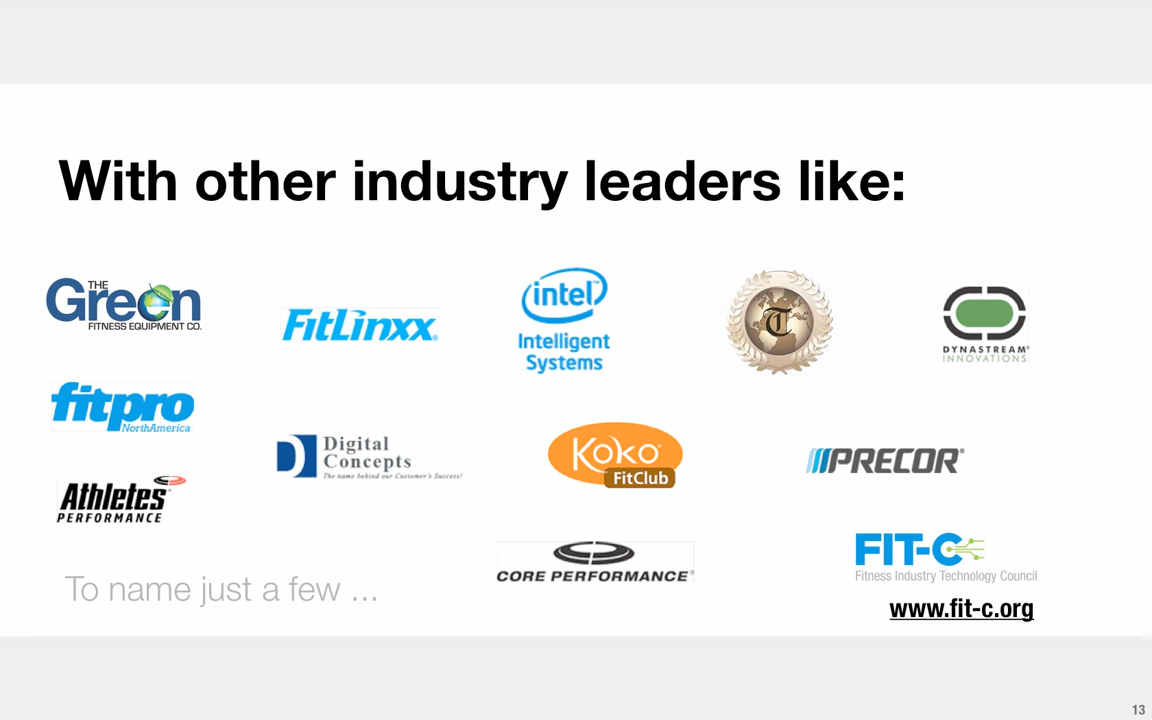 With other industry leaders like:
THE
Green
FITNESS EQUIPMENT CO.
FitLinxx®
intel™
Intelligent
Systems
T
DYNASTREAM®
INNOVATIONS
fitpro
NorthAmerica
Digital
Concepts
The name behind our Customer's Success!
Koko®
FitClub
PRECOR®
Athletes'®
PERFORMANCE
CORE PERFORMANCE®
FIT-C
Fitness Industry Technology Council
www.fit-c.org
To name just a few ...
13